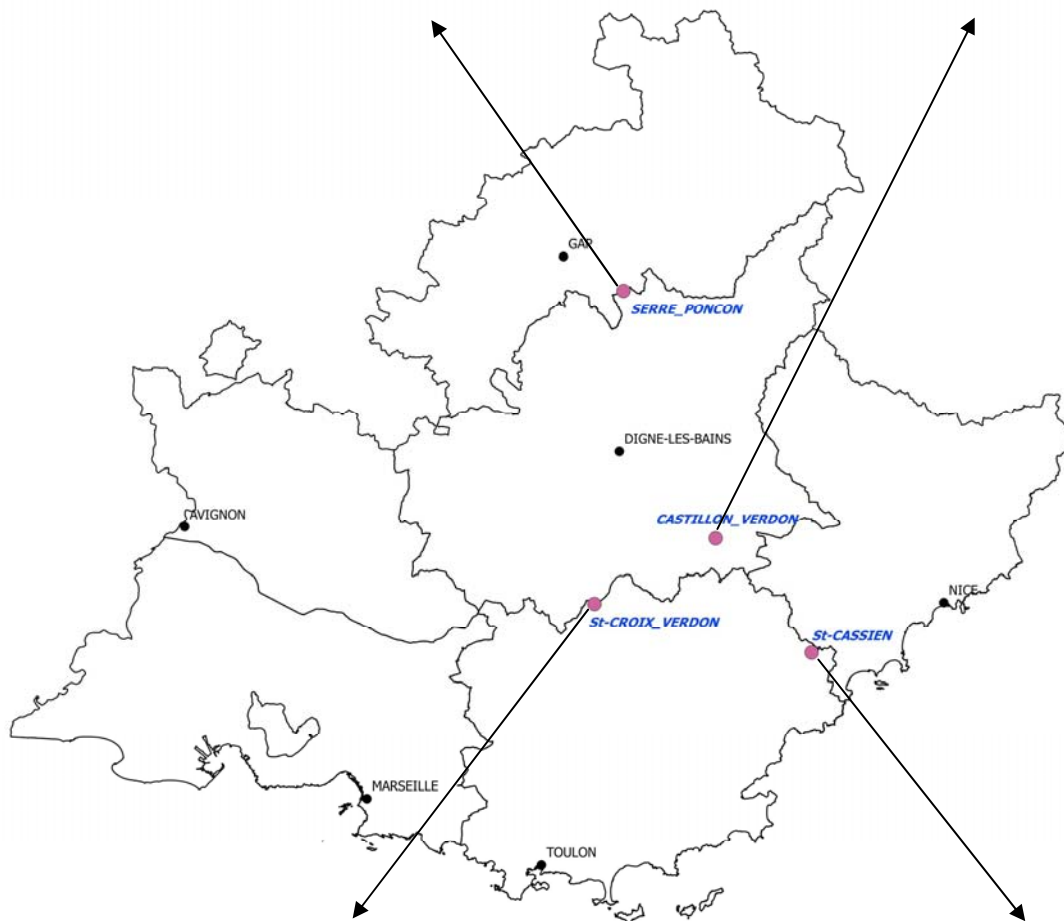 GAP
SERRE_PONCON
DIGNE-LES-BAINS
CASTILLON_VERDON
AVIGNON
NICE
St-CROIX_VERDON
St-CASSIEN
MARSEILLE
TOULON